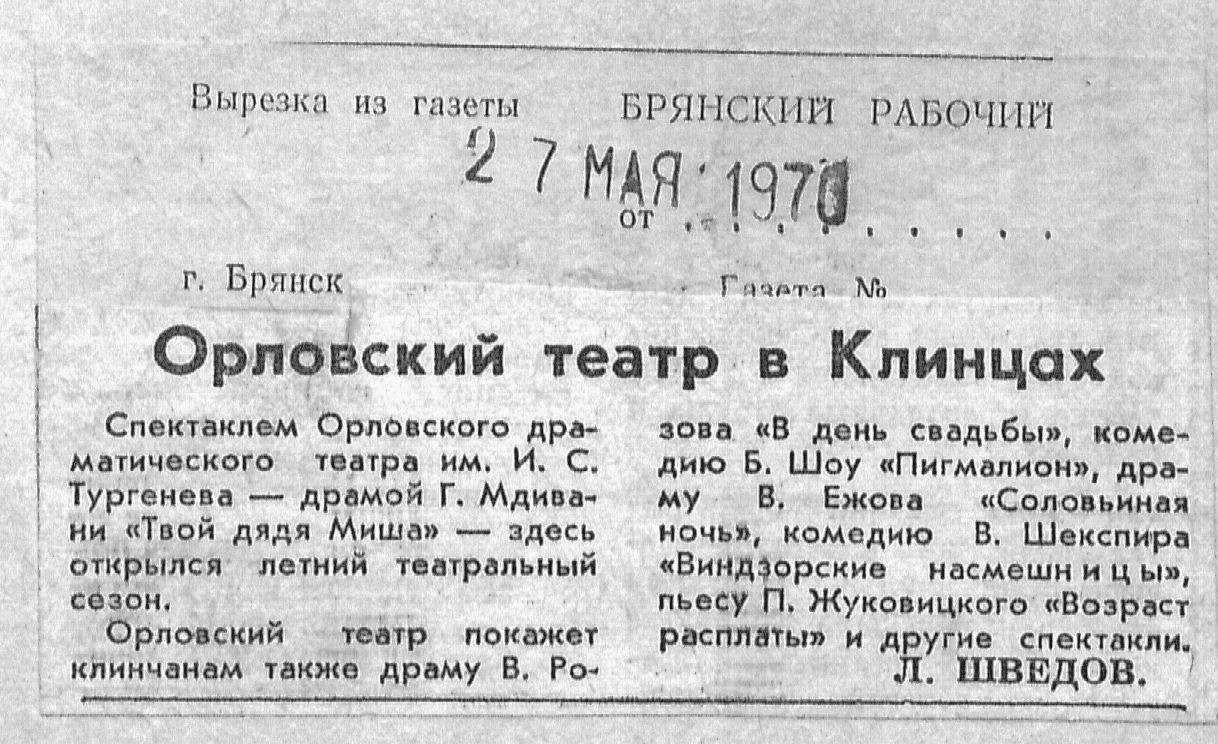 Вырезка из газеты БРЯНСКИЙ РАБОЧИЙ
27 МАЯ 197
от . . . . . . . . .
г. Брянск Газета №
Орловский театр в Клинцах
Спектаклем Орловского дра-
матического театра им. И. С.
Тургенева — драмой Г. Мдива-
ни «Твой дядя Миша» — здесь
открылся летний театральный
сезон.
Орловский театр покажет
клинчанам также драму В. Ро-
зова «В день свадьбы», коме-
дию Б. Шоу «Пигмалион», дра-
му В. Ежова «Соловьиная
ночь», комедию В. Шекспира
«Виндзорские насмешницы»,
пьесу П. Жуковицкого «Возраст
расплаты» и другие спектакли.
Л. ШВЕДОВ.